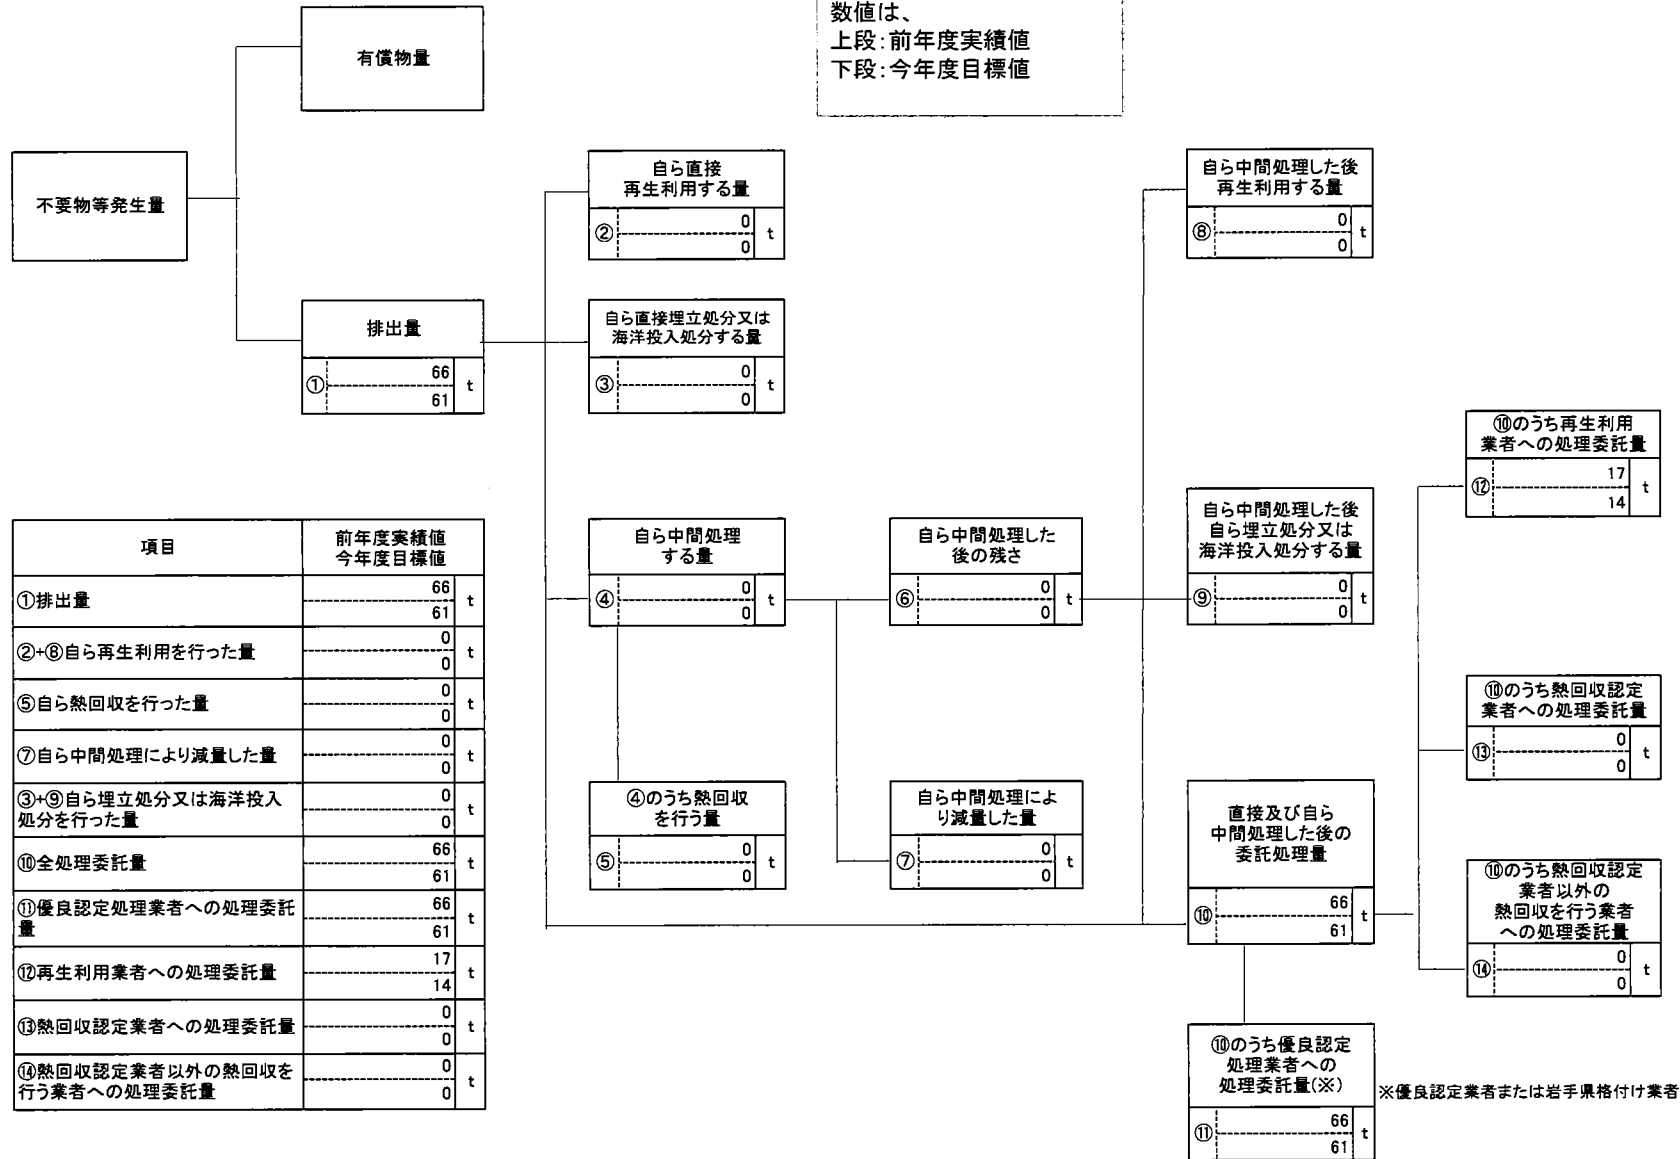 数値は、
上段:前年度実績値
下段:今年度目標値
有償物量
不要物等発生量
排出量
① 66 t
61
自ら直接
再生利用する量
② 0 t
0
自ら直接埋立処分又は
海洋投入処分する量
③ 0 t
0
自ら中間処理
する量
④ 0 t
0
④のうち熱回収
を行う量
⑤ 0 t
0
自ら中間処理した
後の残さ
⑥ 0 t
0
自ら中間処理によ
り減量した量
⑦ 0 t
0
自ら中間処理した後
再生利用する量
⑧ 0 t
0
自ら中間処理した後
自ら埋立処分又は
海洋投入処分する量
⑨ 0 t
0
直接及び自ら
中間処理した後の
委託処理量
⑩ 66 t
61
⑩のうち優良認定
処理業者への
処理委託量(※)
⑪ 66 t
61
※優良認定業者または岩手県格付け業者
⑩のうち再生利用
業者への処理委託量
⑫ 17 t
14
⑩のうち熱回収認定
業者への処理委託量
⑬ 0 t
0
⑩のうち熱回収認定
業者以外の
熱回収を行う業者
への処理委託量
⑭ 0 t
0
項目 前年度実績値
今年度目標値
①排出量 66 t
61
②+⑧自ら再生利用を行った量 0 t
0
⑤自ら熱回収を行った量 0 t
0
⑦自ら中間処理により減量した量 0 t
0
③+⑨自ら埋立処分又は海洋投入
処分を行った量 0 t
0
⑩全処理委託量 66 t
61
⑪優良認定処理業者への処理委託
量 66 t
61
⑫再生利用業者への処理委託量 17 t
14
⑬熱回収認定業者への処理委託量 0 t
0
⑭熱回収認定業者以外の熱回収を
行う業者への処理委託量 0 t
0